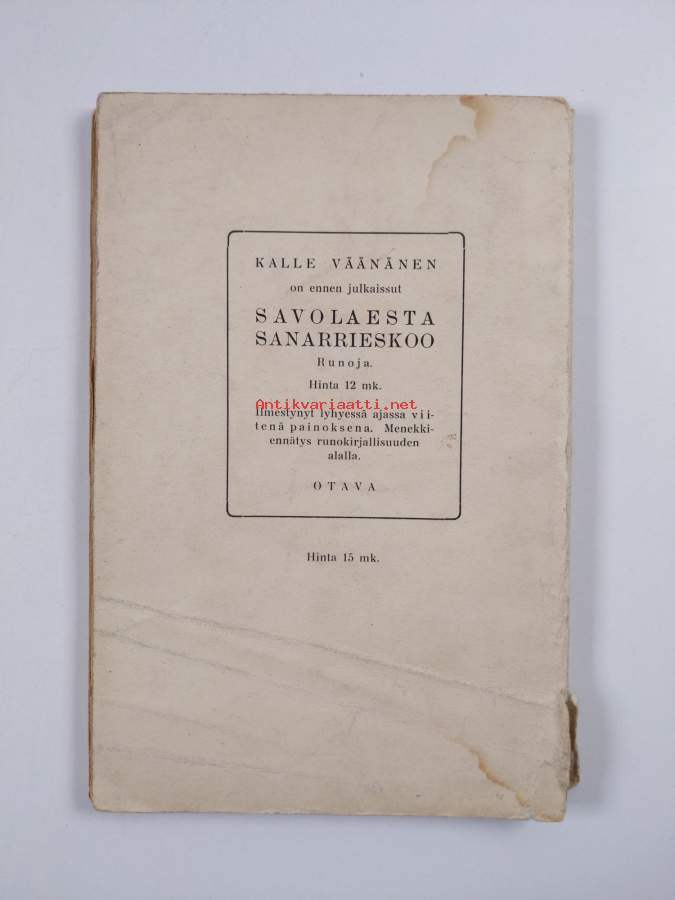 KALLE VÄÄNÄNEN
on ennen julkaissut
SAVOLAESTA
SANARRIESKOO
Runoja.
Hinta 12 mk.
Antikvariaatti.net
Ilmestynyt lyhyessä ajassa vii-
tenä painoksena. Menekki-
ennätys runokirjallisuuden
alalla.
OTAVA
Hinta 15 mk.